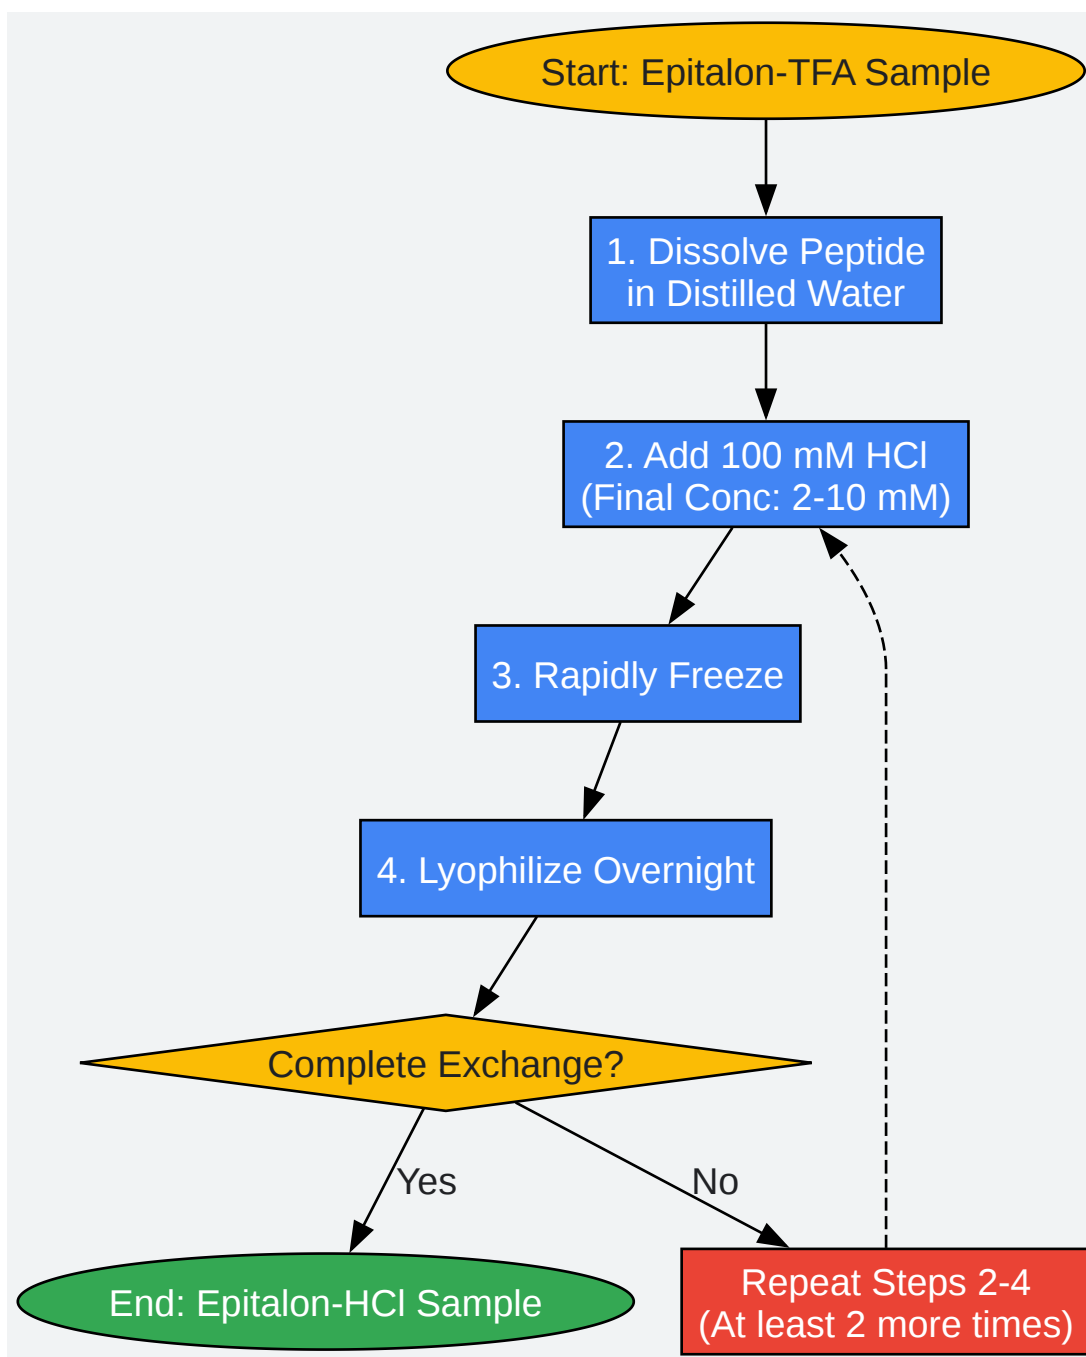 Start: Epitalon-TFA Sample
1. Dissolve Peptide
in Distilled Water
2. Add 100 mM HCl
(Final Conc: 2-10 mM)
3. Rapidly Freeze
4. Lyophilize Overnight
Complete Exchange?
Yes
No
End: Epitalon-HCl Sample
Repeat Steps 2-4
(At least 2 more times)